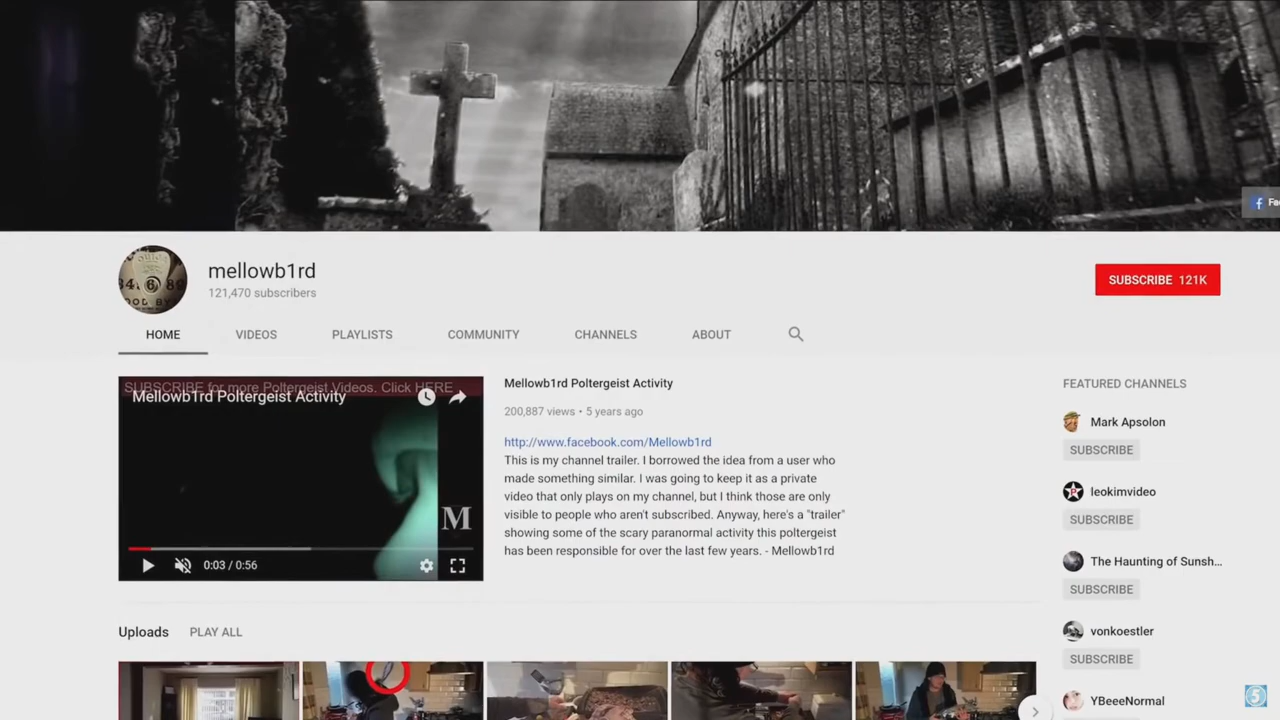 Fa
mellowb1rd
121,470 subscribers
SUBSCRIBE 121K
HOME VIDEOS PLAYLISTS COMMUNITY CHANNELS ABOUT
SUBSCRIBE for more Poltergeist Videos. Click HERE
Mellowb1rd Poltergeist Activity
M
0:03 / 0:56
Mellowb1rd Poltergeist Activity
200,887 views • 5 years ago
http://www.facebook.com/Mellowb1rd
This is my channel trailer. I borrowed the idea from a user who
made something similar. I was going to keep it as a private
video that only plays on my channel, but I think those are only
visible to people who aren't subscribed. Anyway, here's a "trailer"
showing some of the scary paranormal activity this poltergeist
has been responsible for over the last few years. - Mellowb1rd
FEATURED CHANNELS
Mark Apsolon
SUBSCRIBE
leokimvideo
SUBSCRIBE
The Haunting of Sunsh...
SUBSCRIBE
vonkoestler
SUBSCRIBE
YBeeeNormal
Uploads PLAY ALL
5